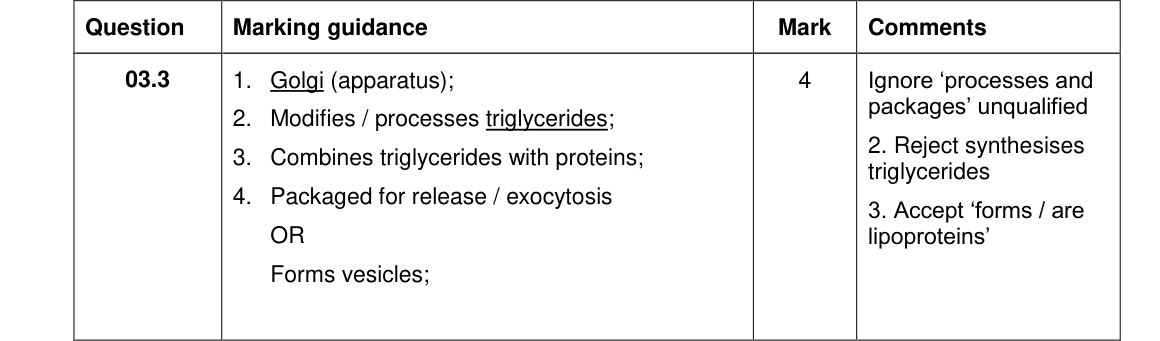 Question Marking guidance Mark Comments
03.3 1. Golgi (apparatus); 4 Ignore ‘processes and
packages’ unqualified
2. Modifies / processes triglycerides;
2. Reject synthesises
triglycerides
3. Combines triglycerides with proteins;
4. Packaged for release / exocytosis
3. Accept ‘forms / are
lipoproteins’
OR
Forms vesicles;